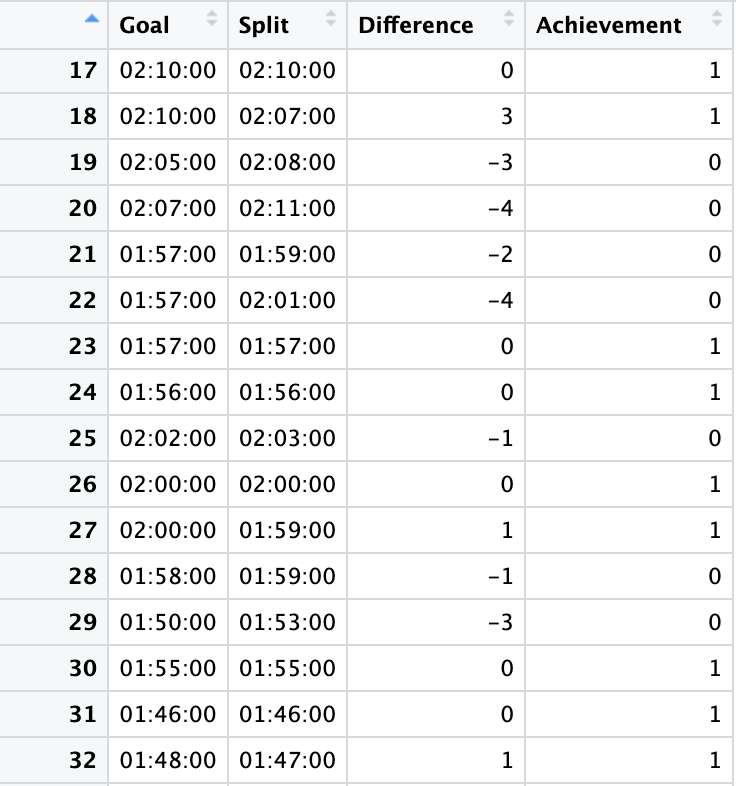 Goal Split Difference Achievement
17 02:10:00 02:10:00 0 1
18 02:10:00 02:07:00 3 1
19 02:05:00 02:08:00 -3 0
20 02:07:00 02:11:00 -4 0
21 01:57:00 01:59:00 -2 0
22 01:57:00 02:01:00 -4 0
23 01:57:00 01:57:00 0 1
24 01:56:00 01:56:00 0 1
25 02:02:00 02:03:00 -1 0
26 02:00:00 02:00:00 0 1
27 02:00:00 01:59:00 1 1
28 01:58:00 01:59:00 -1 0
29 01:50:00 01:53:00 -3 0
30 01:55:00 01:55:00 0 1
31 01:46:00 01:46:00 0 1
32 01:48:00 01:47:00 1 1